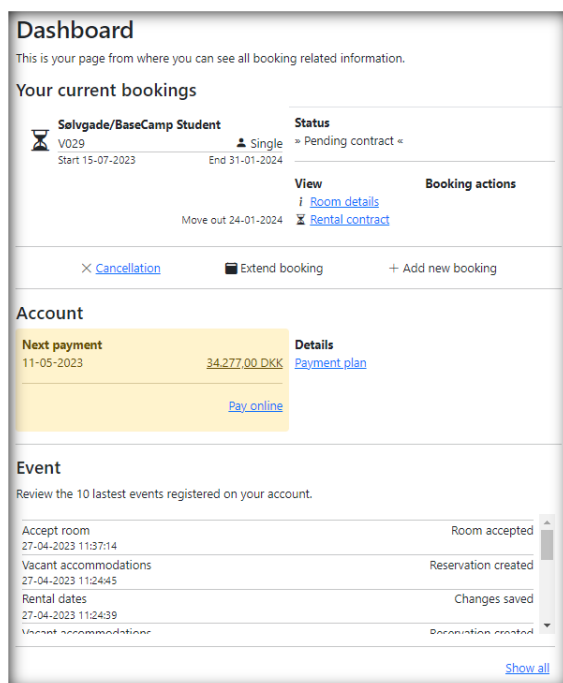 Dashboard
This is your page from where you can see all booking related information.
Your current bookings
Sølvgade/BaseCamp Student
V029 Single
Start 15-07-2023 End 31-01-2024
Move out 24-01-2024
Status
» Pending contract «
View Booking actions
i Room details
Rental contract
Cancellation Extend booking + Add new booking
Account
Next payment
11-05-2023 34.277,00 DKK
Pay online
Details
Payment plan
Event
Review the 10 lastest events registered on your account.
Accept room Room accepted
27-04-2023 11:37:14
Vacant accommodations Reservation created
27-04-2023 11:24:45
Rental dates Changes saved
27-04-2023 11:24:39
Vacant accommodations Reservation created
Show all